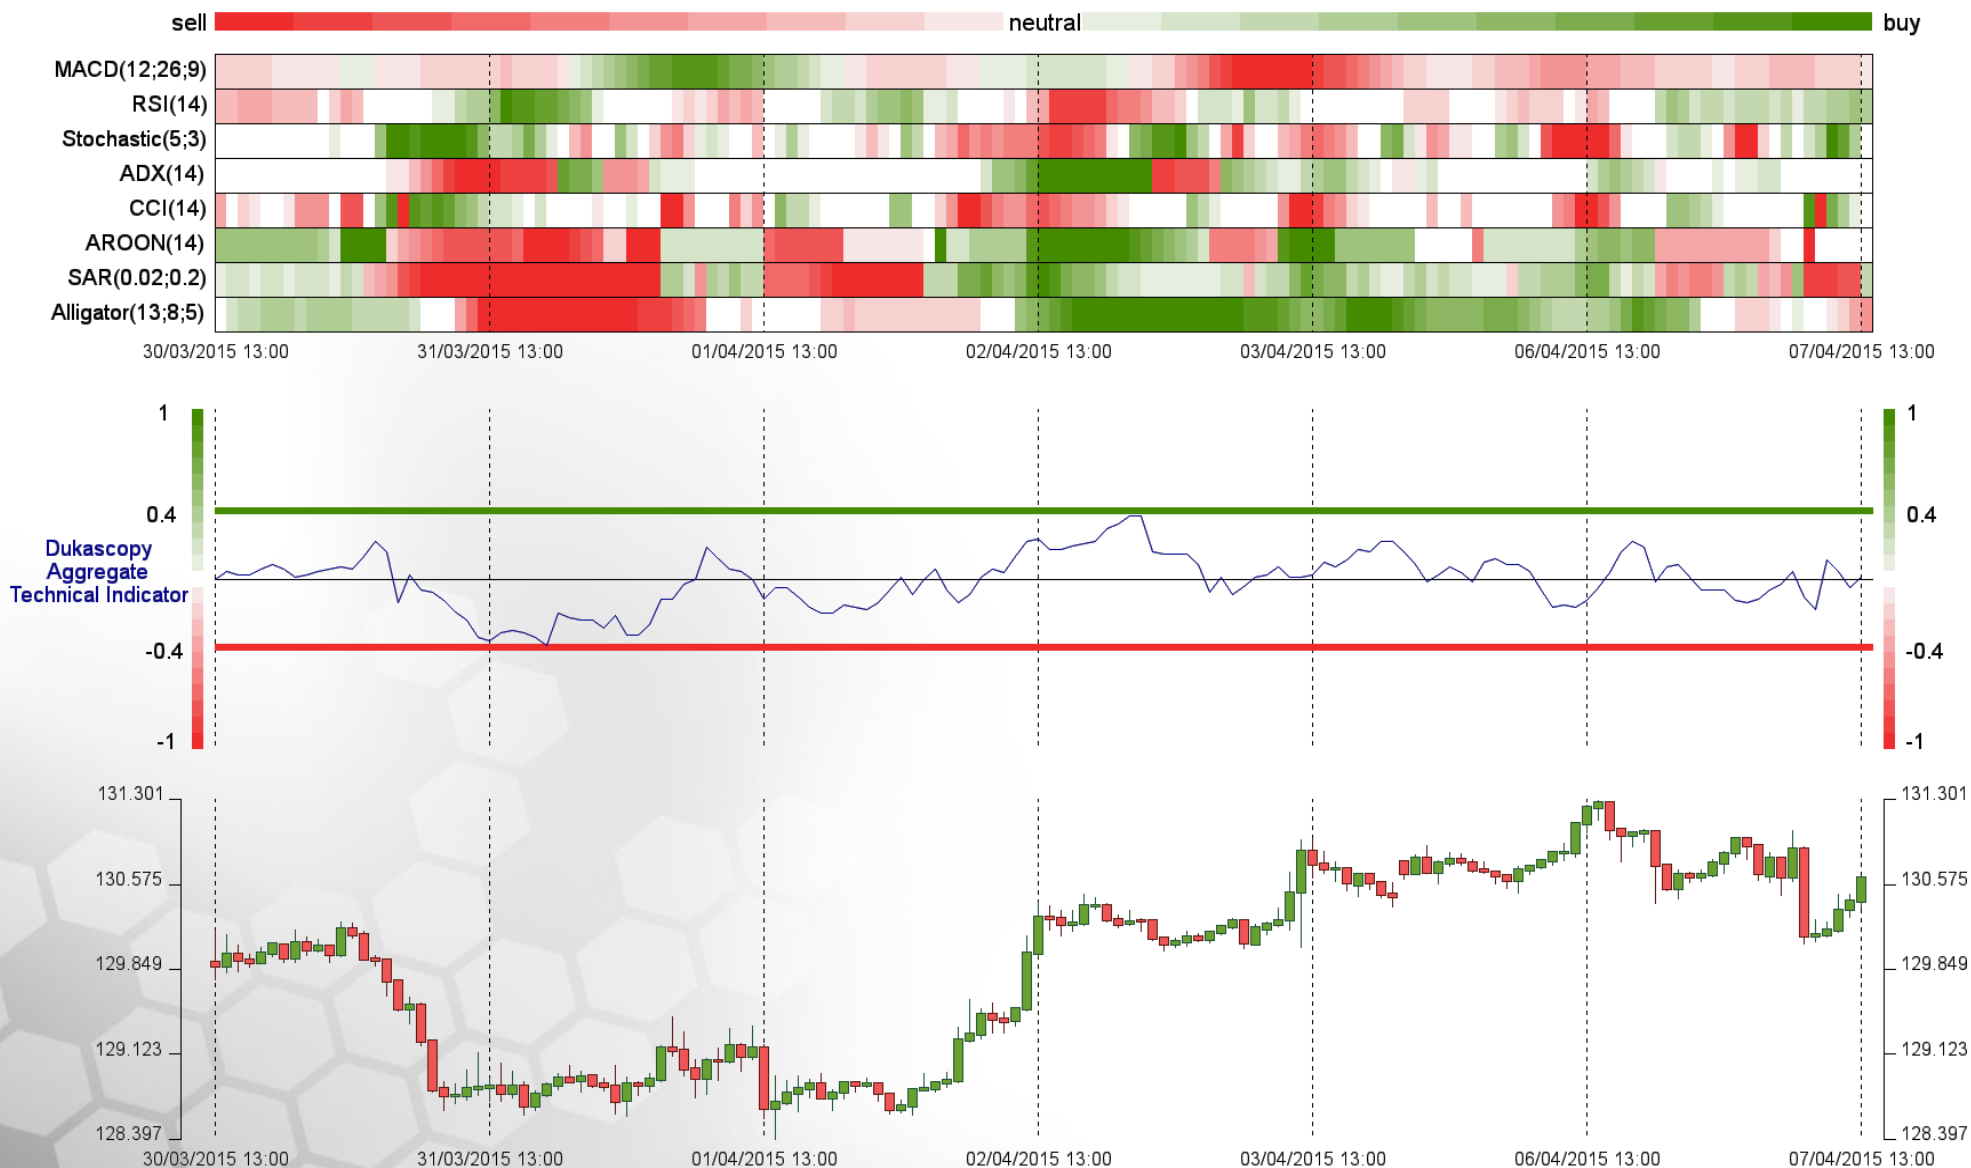 sell neutral buy
MACD(12;26;9)
RSI(14)
Stochastic(5;3)
ADX(14)
CCI(14)
AROON(14)
SAR(0.02;0.2)
Alligator(13;8;5)
30/03/2015 13:00 31/03/2015 13:00 01/04/2015 13:00 02/04/2015 13:00 03/04/2015 13:00 06/04/2015 13:00 07/04/2015 13:00
1 1
0.4 0.4
Dukascopy
Aggregate
Technical Indicator
-0.4 -0.4
-1 -1
131.301 131.301
130.575 130.575
129.849 129.849
129.123 129.123
128.397 128.397
30/03/2015 13:00 31/03/2015 13:00 01/04/2015 13:00 02/04/2015 13:00 03/04/2015 13:00 06/04/2015 13:00 07/04/2015 13:00